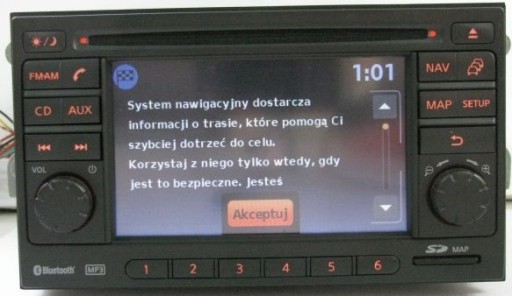 1:01
FM·AM
NAV
CD AUX
MAP SETUP
System nawigacyjny dostarcza
informacji o trasie, które pomogą Ci
szybciej dotrzeć do celu.
Korzystaj z niego tylko wtedy, gdy
jest to bezpieczne. Jesteś
Akceptuj
VOL
Bluetooth MP3
1 2 3 4 5 6
SD MAP